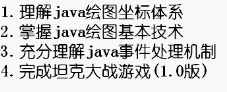 1. 理解java绘图坐标体系
2. 掌握java绘图基本技术
3. 充分理解java事件处理机制
4. 完成坦克大战游戏(1.0版)